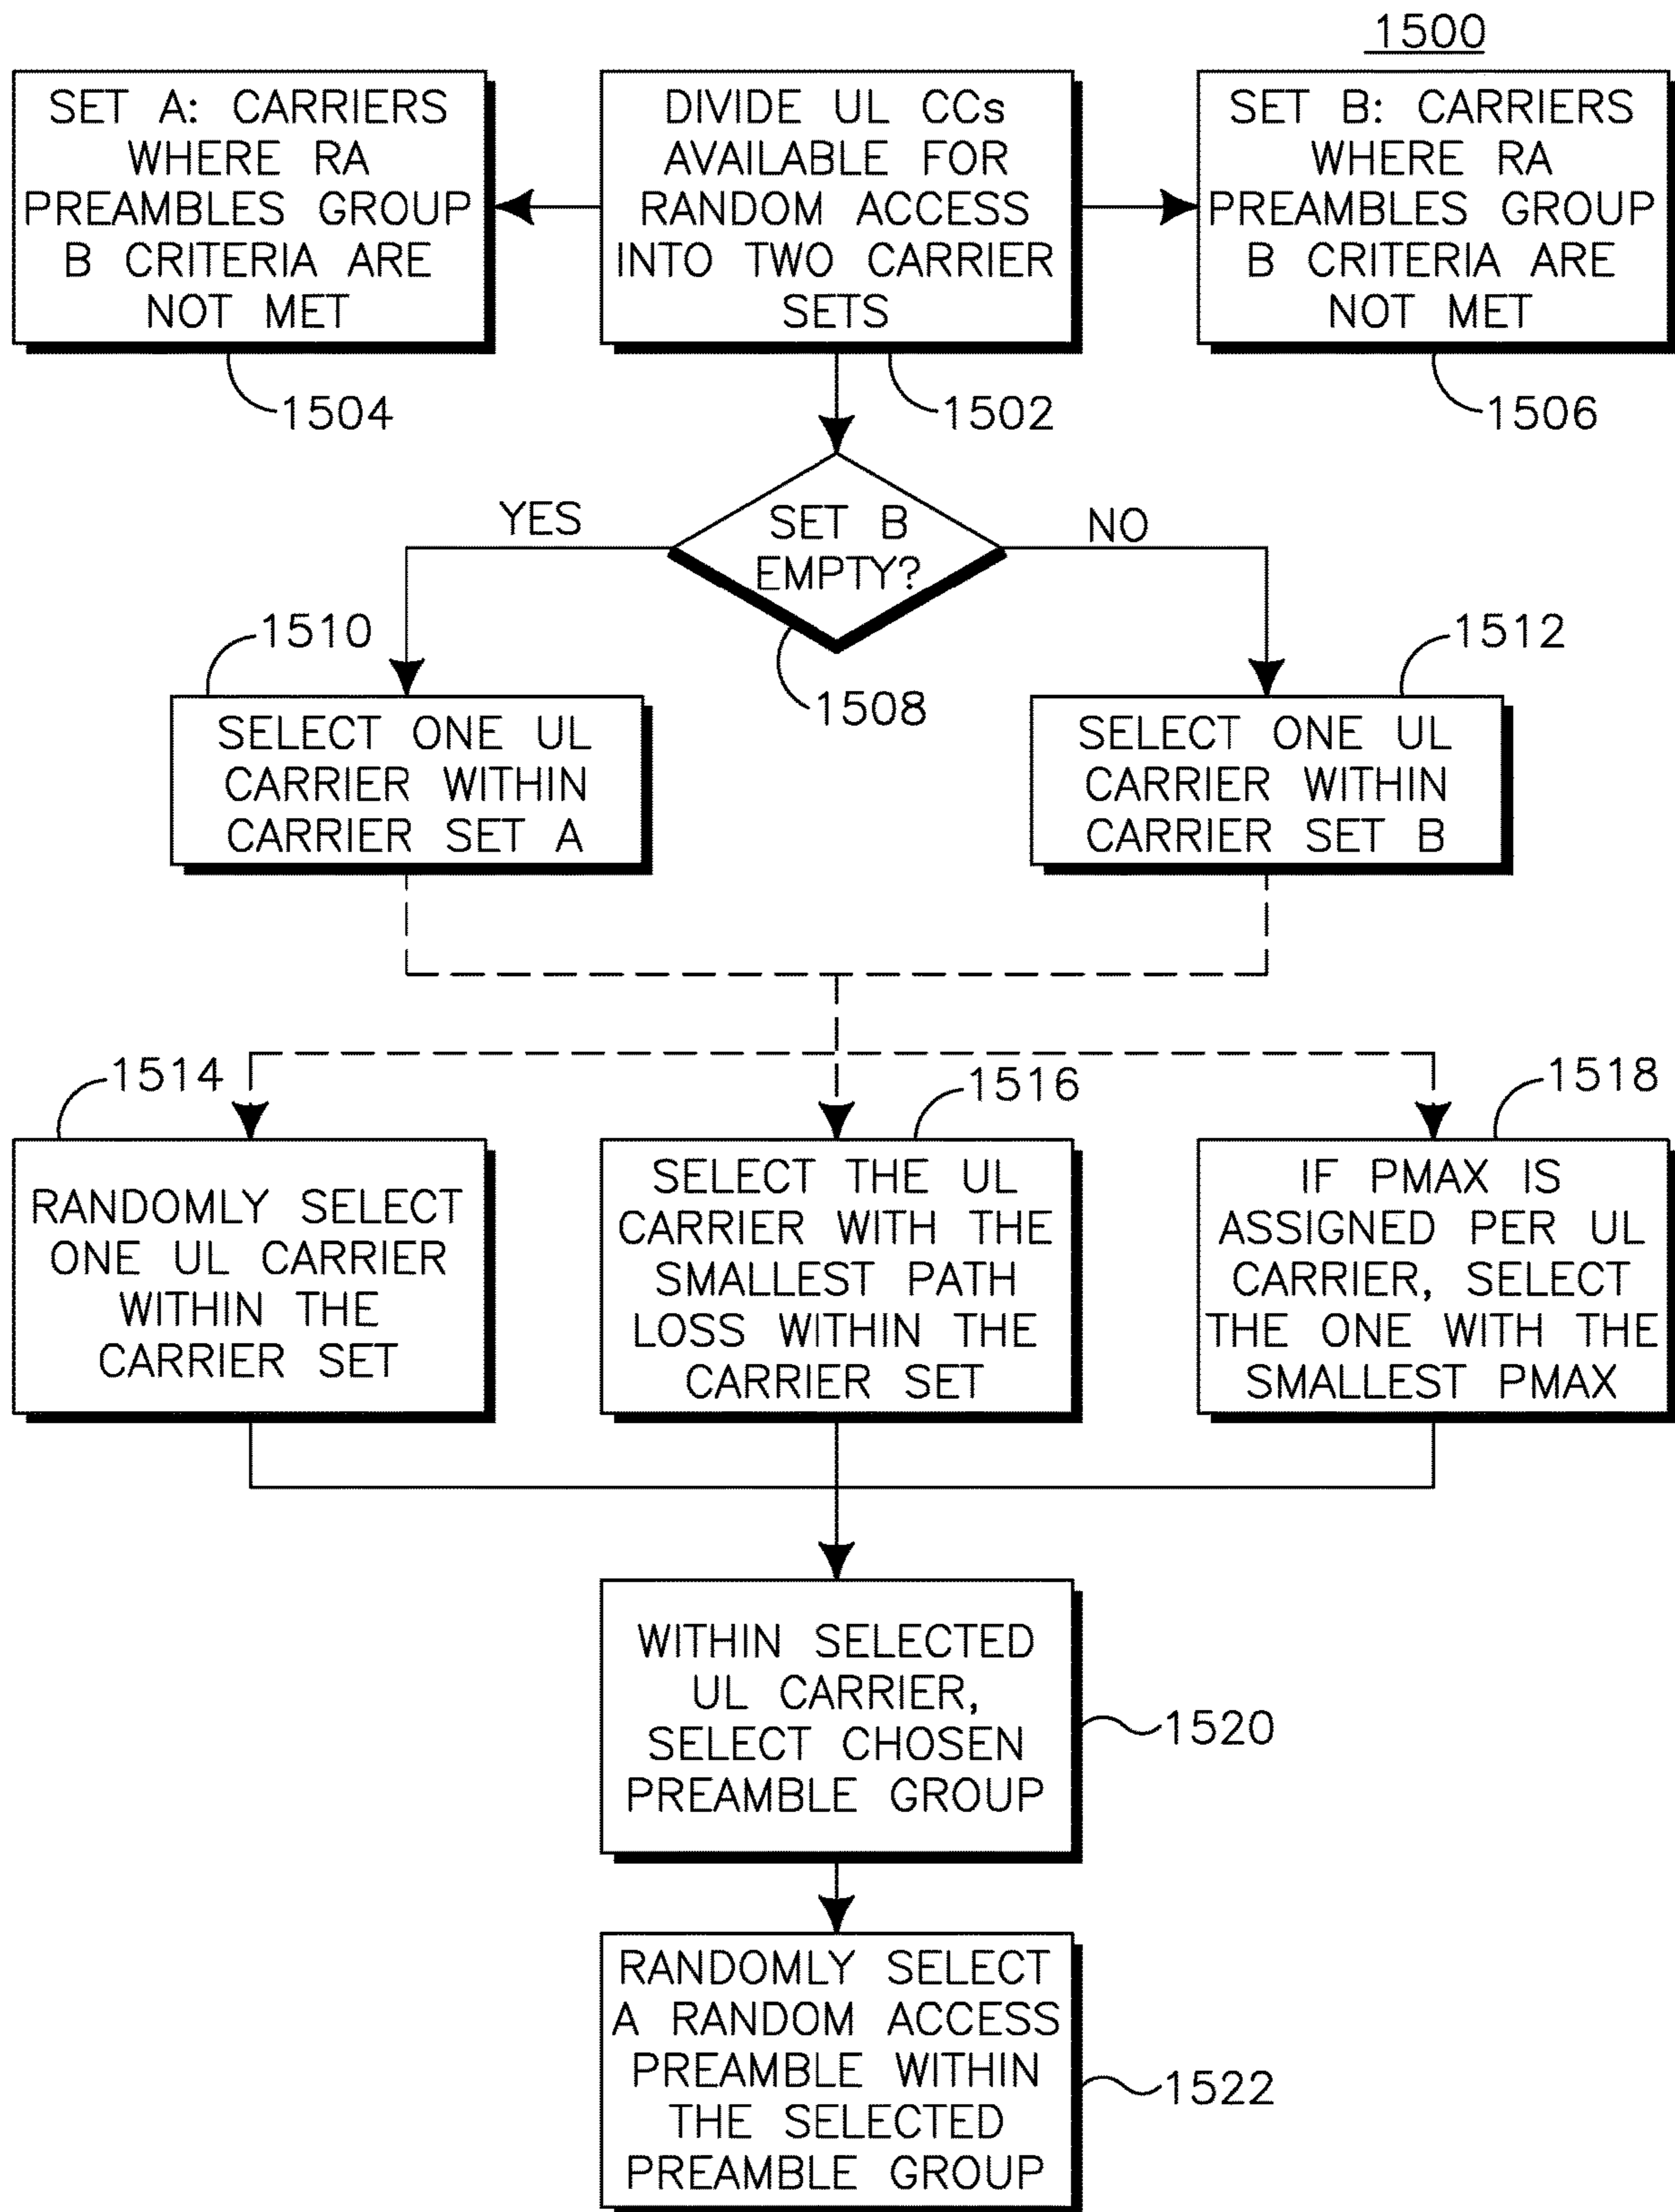 1500
SET A: CARRIERS
WHERE RA
PREAMBLES GROUP
B CRITERIA ARE
NOT MET
1504
DIVIDE UL CCs
AVAILABLE FOR
RANDOM ACCESS
INTO TWO CARRIER
SETS
1502
SET B: CARRIERS
WHERE RA
PREAMBLES GROUP
B CRITERIA ARE
NOT MET
1506
YES
SET B
EMPTY?
NO
1508
1510
SELECT ONE UL
CARRIER WITHIN
CARRIER SET A
1512
SELECT ONE UL
CARRIER WITHIN
CARRIER SET B
1514
RANDOMLY SELECT
ONE UL CARRIER
WITHIN THE
CARRIER SET
1516
SELECT THE UL
CARRIER WITH THE
SMALLEST PATH
LOSS WITHIN THE
CARRIER SET
1518
IF PMAX IS
ASSIGNED PER UL
CARRIER, SELECT
THE ONE WITH THE
SMALLEST PMAX
WITHIN SELECTED
UL CARRIER,
SELECT CHOSEN
PREAMBLE GROUP
1520
RANDOMLY SELECT
A RANDOM ACCESS
PREAMBLE WITHIN
THE SELECTED
PREAMBLE GROUP
1522